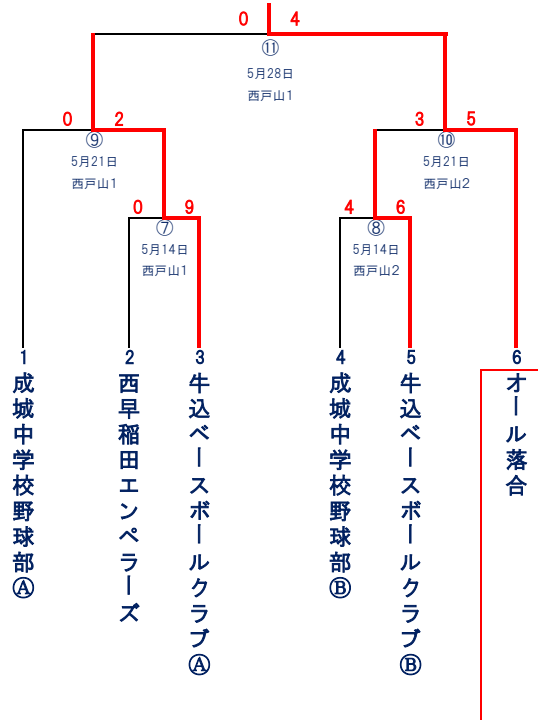 0 4
⑪
5月28日
西戸山1
0 2
⑨
5月21日
西戸山1
3 5
⑩
5月21日
西戸山2
0 9
⑦
5月14日
西戸山1
4 6
⑧
5月14日
西戸山2
1
成城中学校野球部Ⓐ
2
西早稲田エンペラーズ
3
牛込ベースボールクラブⒶ
4
成城中学校野球部Ⓑ
5
牛込ベースボールクラブⒷ
6
オール落合